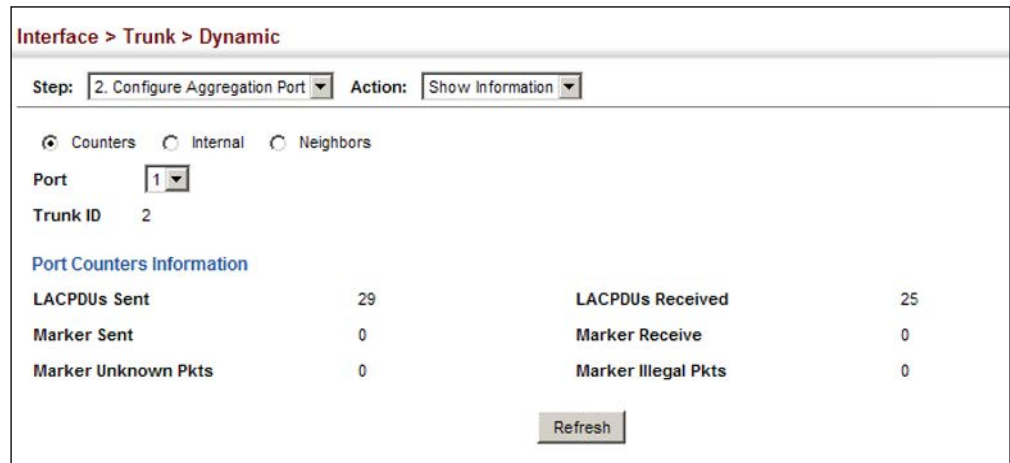 Interface > Trunk > Dynamic
Step: 2. Configure Aggregation Port Action: Show Information
Counters Internal Neighbors
Port 1
Trunk ID 2
Port Counters Information
LACPDUs Sent 29 LACPDUs Received 25
Marker Sent 0 Marker Receive 0
Marker Unknown Pkts 0 Marker Illegal Pkts 0
Refresh